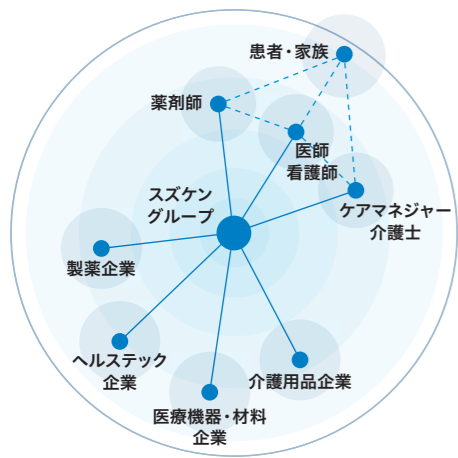 患者・家族
薬剤師
医師
看護師
スズケン
グループ
ケアマネジャー
介護士
製薬企業
ヘルステック
企業
介護用品企業
医療機器・材料
企業